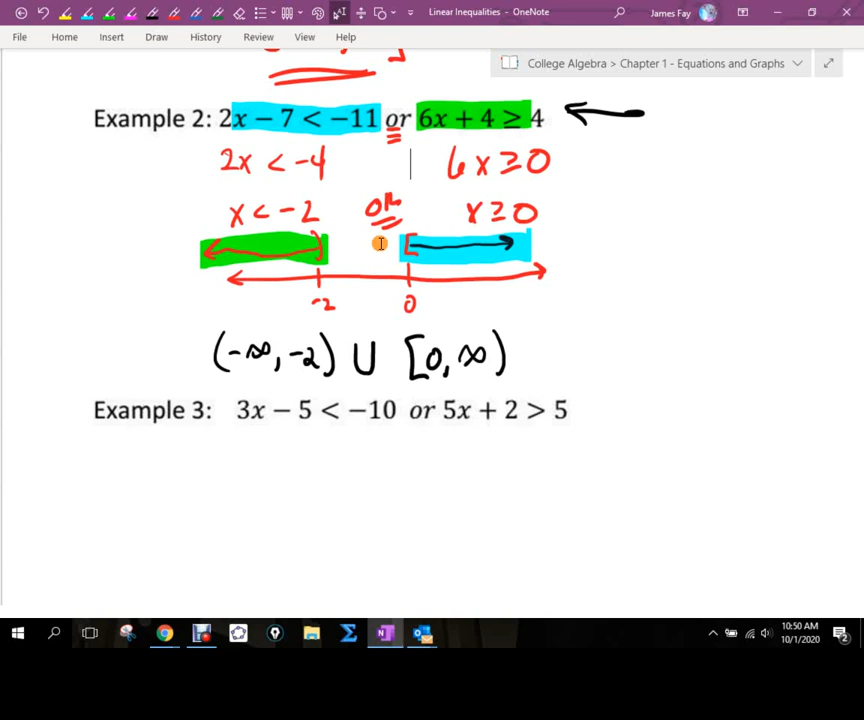 Linear Inequalities - OneNote
James Fay
File Home Insert Draw History Review View Help
College Algebra > Chapter 1 - Equations and Graphs
Example 2: 2x − 7 < −11 or 6x + 4 ≥ 4
2x < -4 | 6x ≥ 0
x < -2 OR x ≥ 0
-2 0
(-∞, -2) ∪ [0, ∞)
Example 3: 3x − 5 < −10 or 5x + 2 > 5
10:50 AM
10/1/2020
2